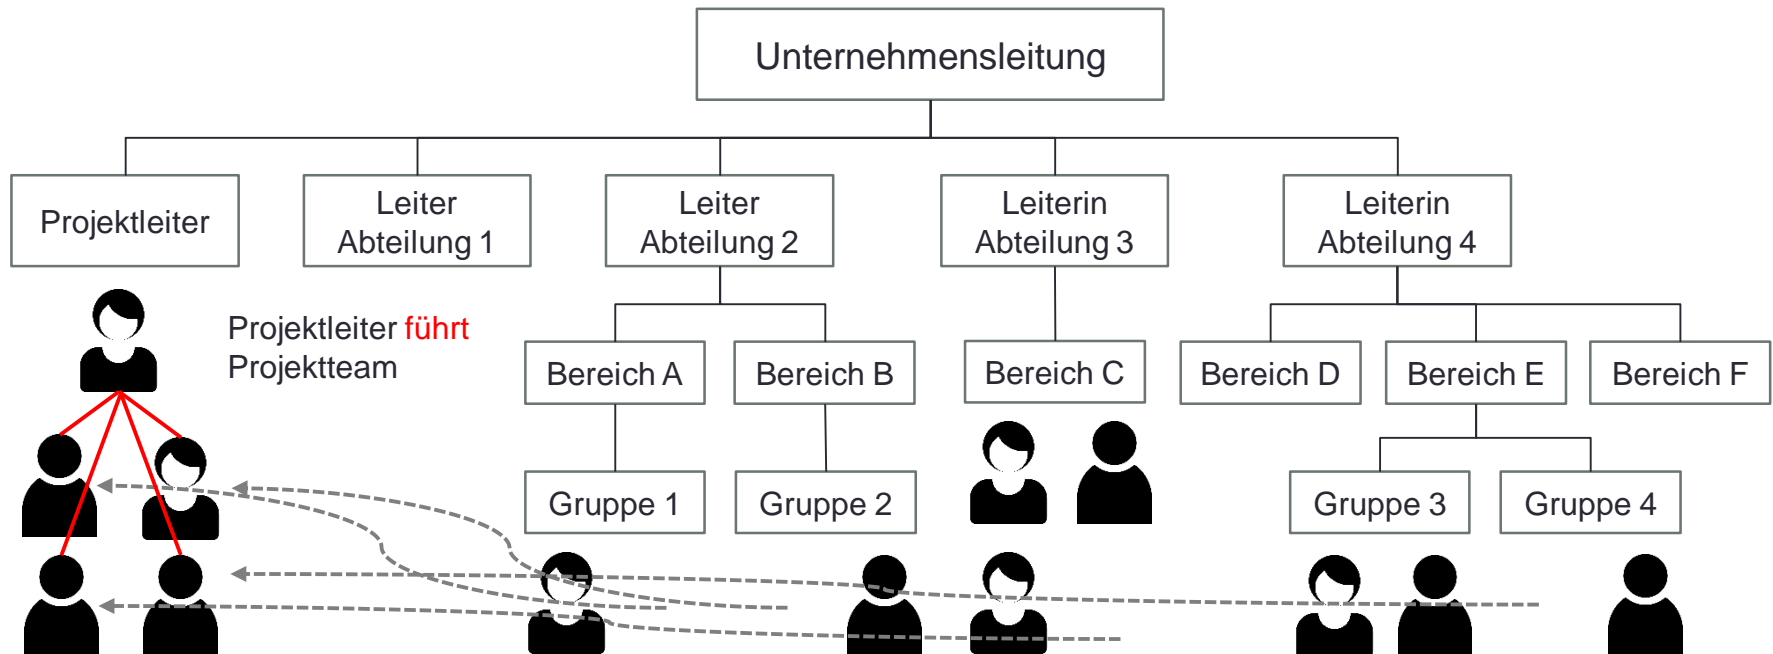 Unternehmensleitung
Projektleiter
Leiter
Abteilung 1
Leiter
Abteilung 2
Leiterin
Abteilung 3
Leiterin
Abteilung 4
Projektleiter führt
Projektteam
Bereich A
Bereich B
Bereich C
Bereich D
Bereich E
Bereich F
Gruppe 1
Gruppe 2
Gruppe 3
Gruppe 4